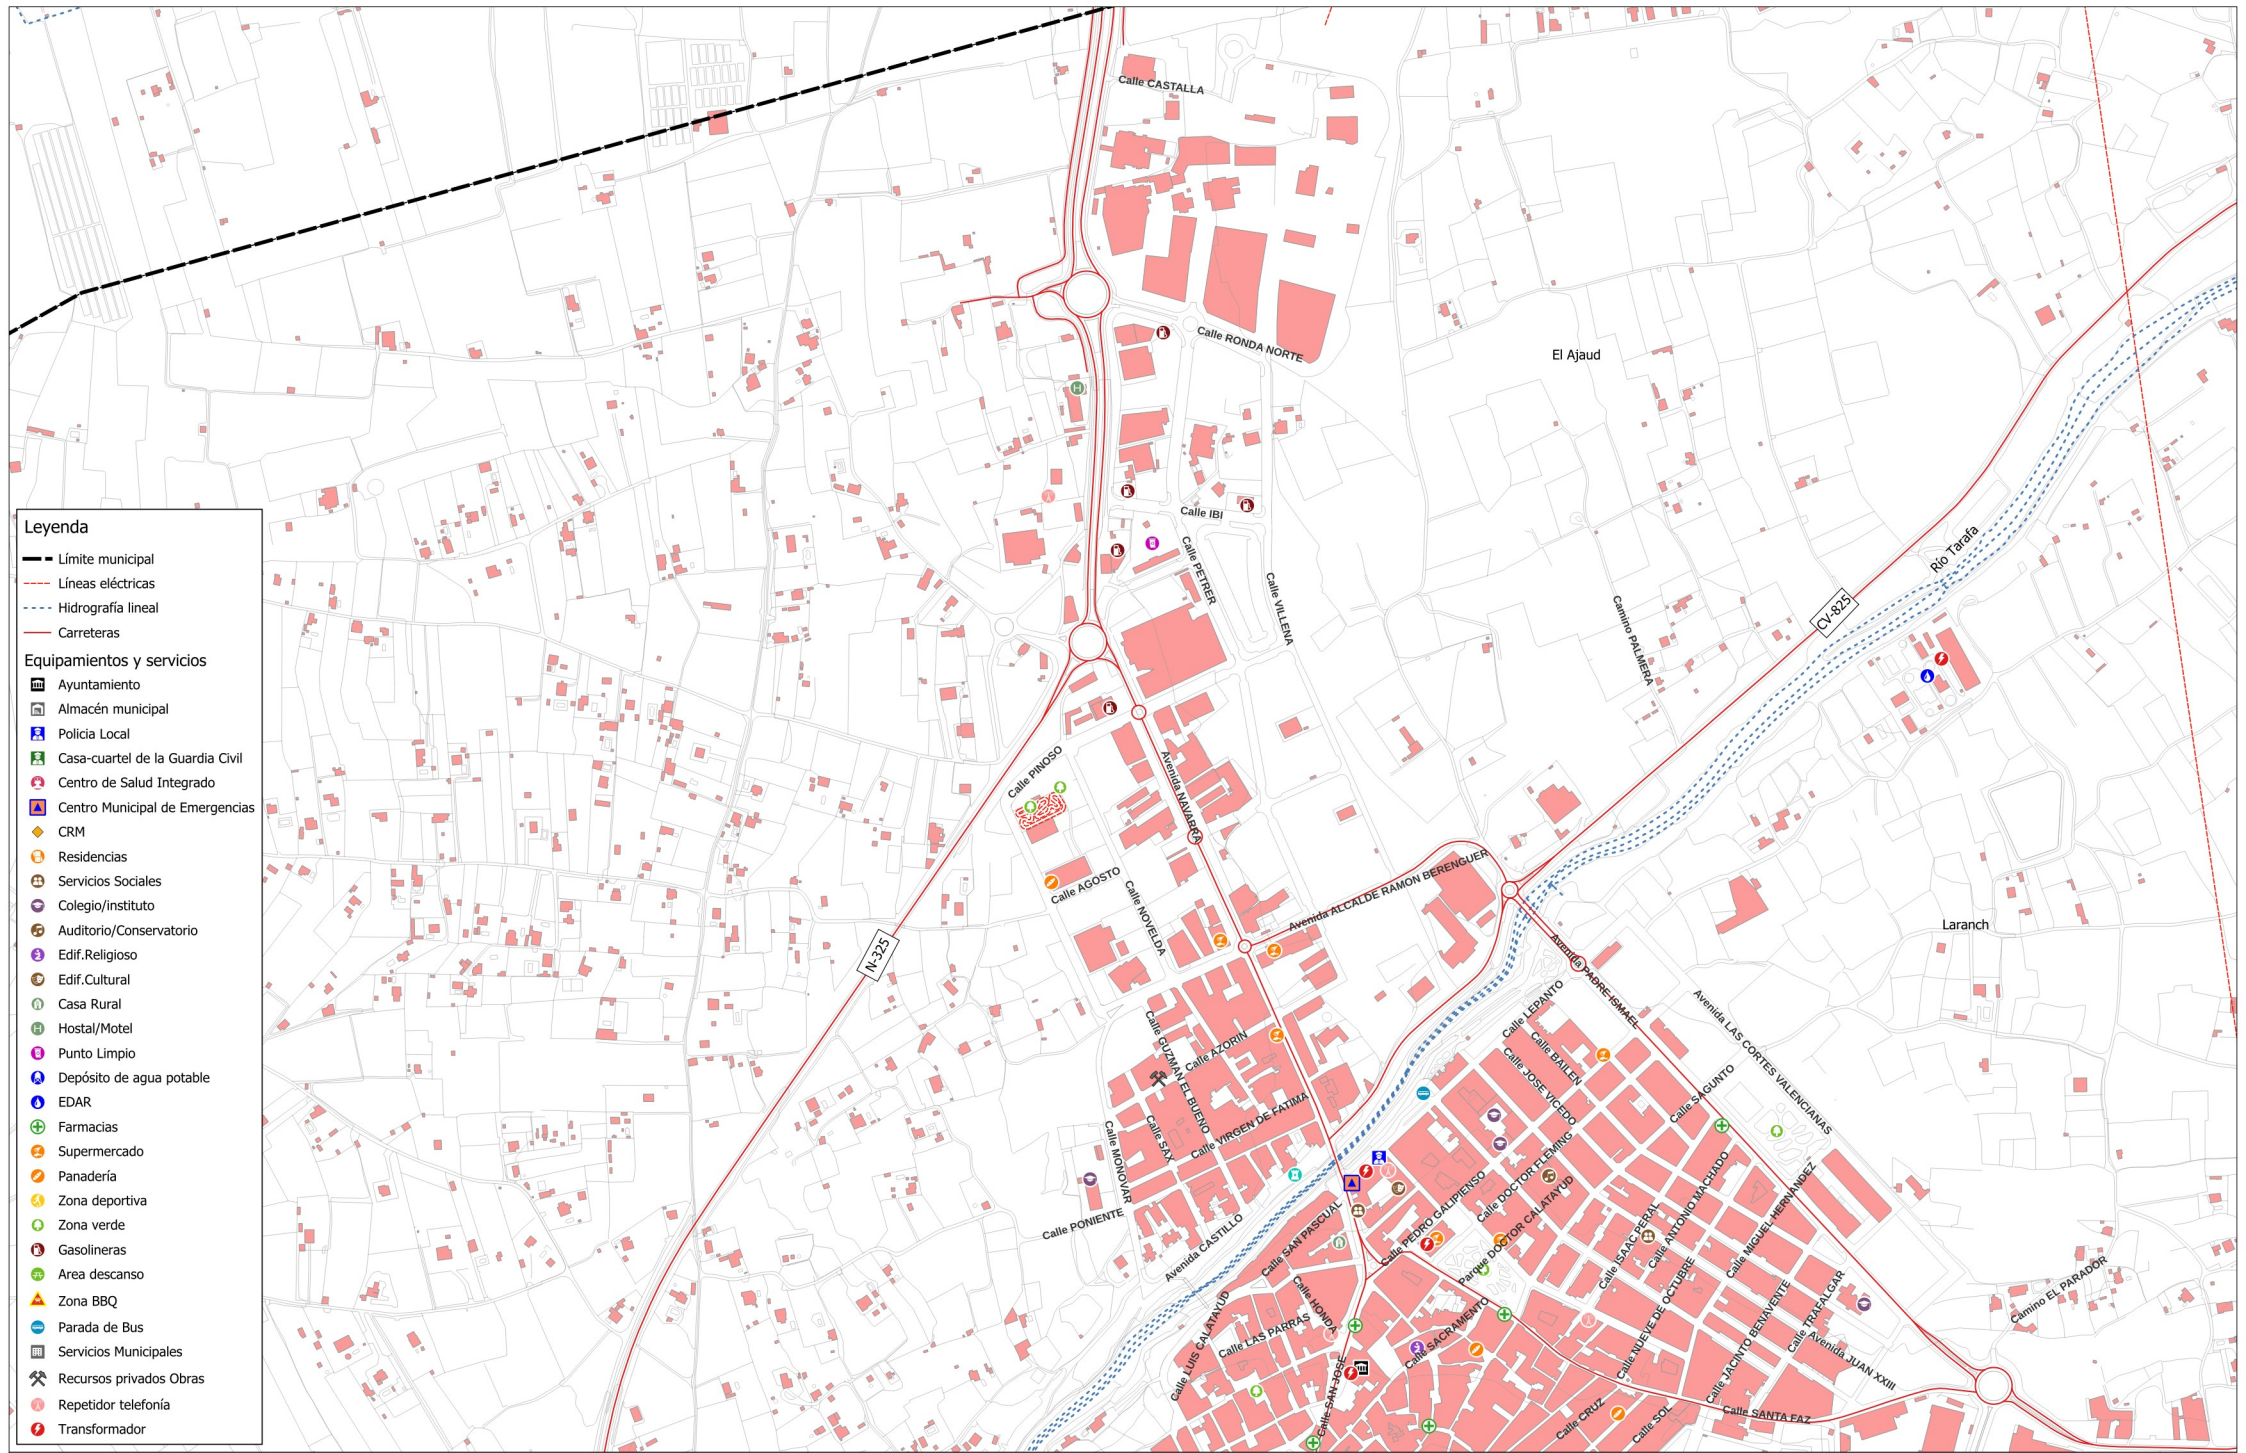 Calle CASTALLA
Calle RONDA NORTE
El Ajaud
Calle IBI
Calle PETRER
Calle VILLENA
Río Tarafa
CV-825
Camino PALMERA
Calle PINOSO
Avenida NAVARRA
Avenida ALCALDE RAMON BERENGUER
Calle AGOSTO
Calle NOVELDA
N-325
Laranch
Avenida PADRE ISMAEL
Calle LEPANTO
Avenida LAS CORTES VALENCIANAS
Calle GUZMAN EL BUENO
Calle AZORIN
Calle BAILEN
Calle JOSE VICEDO
Calle SAGUNTO
Calle VIRGEN DE FATIMA
Calle SAX
Calle MONOVAR
Calle DOCTOR FLEMING
Calle PEDRO GALIPIENSO
Calle DOCTOR CALATAYUD
Parque
Calle ANTONIO MACHADO
Calle MIGUEL HERNANDEZ
Calle ISAAC PERAL
Calle PONIENTE
Avenida CASTILLO
Calle SAN PASCUAL
Calle HONDA
Calle LAS PARRAS
Calle LUIS CALATAYUD
Calle SACRAMENTO
Calle SAN JOSE
Calle NUEVE DE OCTUBRE
Calle JACINTO BENAVENTE
Calle TRAFALGAR
Avenida JUAN XXIII
Camino EL PARADOR
Calle SANTA FAZ
Calle CRUZ
Calle SOL
Leyenda
Límite municipal
Líneas eléctricas
Hidrografía lineal
Carreteras
Equipamientos y servicios
Ayuntamiento
Almacén municipal
Policia Local
Casa-cuartel de la Guardia Civil
Centro de Salud Integrado
Centro Municipal de Emergencias
CRM
Residencias
Servicios Sociales
Colegio/instituto
Auditorio/Conservatorio
Edif.Religioso
Edif.Cultural
Casa Rural
Hostal/Motel
Punto Limpio
Depósito de agua potable
EDAR
Farmacias
Supermercado
Panadería
Zona deportiva
Zona verde
Gasolineras
Area descanso
Zona BBQ
Parada de Bus
Servicios Municipales
Recursos privados Obras
Repetidor telefonía
Transformador